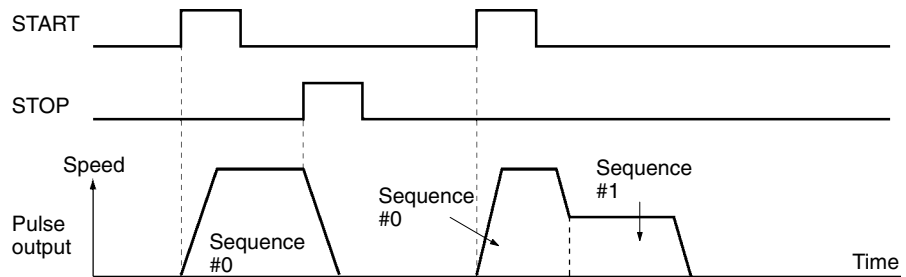 START
STOP
Speed
Pulse
output
Sequence
#0
Sequence
#0
Sequence
#1
Time